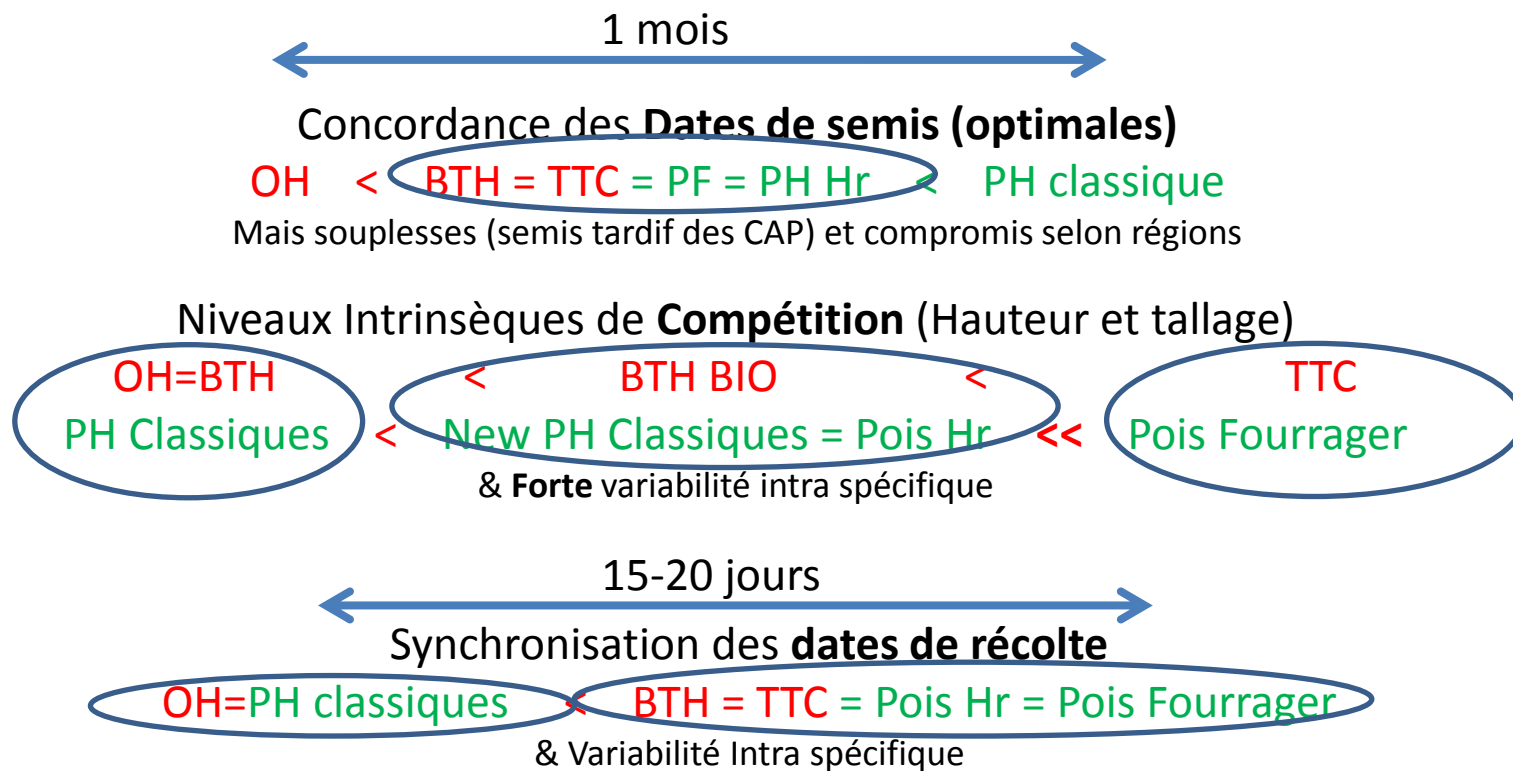 1 mois
Concordance des Dates de semis (optimales)
OH < BTH = TTC = PF = PH Hr < PH classique
Mais souplesses (semis tardif des CAP) et compromis selon régions
Niveaux Intrinsèques de Compétition (Hauteur et tallage)
OH=BTH < BTH BIO < TTC
PH Classiques < New PH Classiques = Pois Hr << Pois Fourrager
& Forte variabilité intra spécifique
15-20 jours
Synchronisation des dates de récolte
OH=PH classiques < BTH = TTC = Pois Hr = Pois Fourrager
& Variabilité Intra spécifique